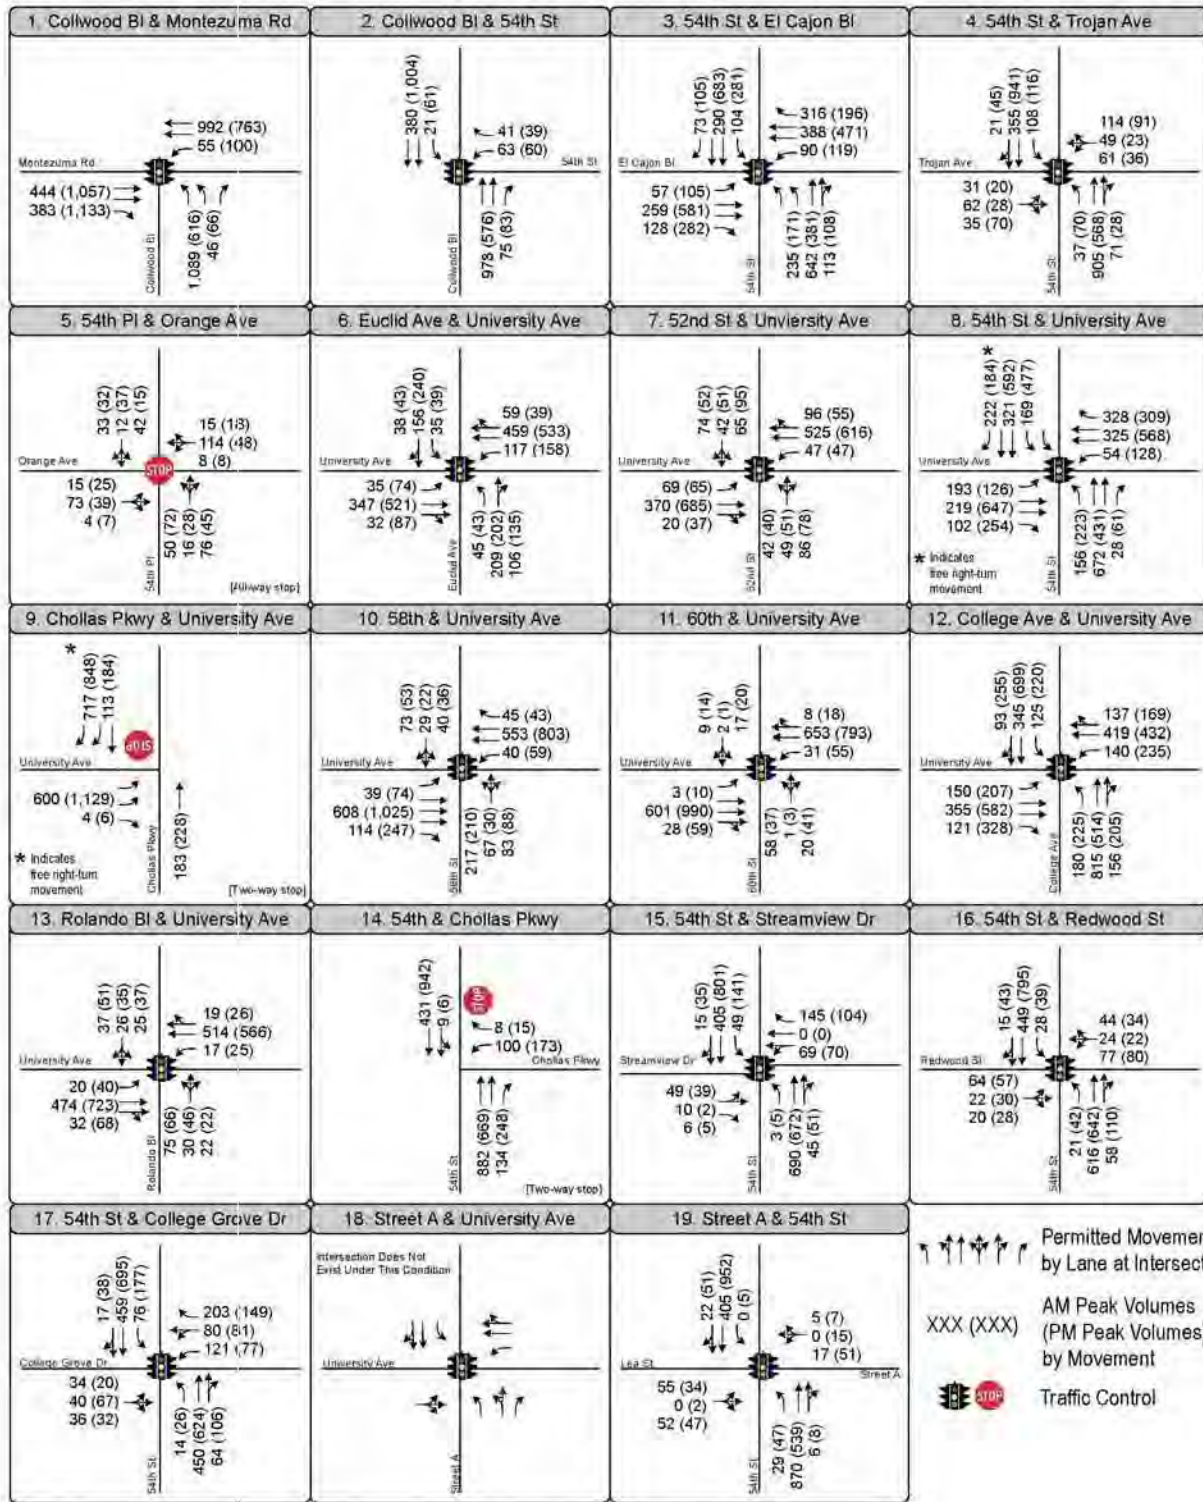 1. Collwood Bl & Montezuma Rd
992 (763)
55 (100)
Montezuma Rd
444 (1,057)
383 (1,133)
Collwood Bl
1,089 (616)
46 (66)
2. Collwood Bl & 54th St
380 (1,004)
21 (61)
41 (39)
63 (60)
54th St
Collwood Bl
978 (576)
75 (83)
3. 54th St & El Cajon Bl
73 (105)
290 (683)
104 (281)
316 (196)
388 (471)
90 (119)
El Cajon Bl
57 (105)
259 (581)
128 (282)
54th St
235 (171)
642 (381)
113 (108)
4. 54th St & Trojan Ave
21 (45)
355 (941)
108 (116)
114 (91)
49 (23)
61 (36)
Trojan Ave
31 (20)
62 (28)
35 (70)
54th St
37 (70)
905 (568)
71 (28)
5. 54th Pl & Orange Ave
33 (32)
12 (37)
42 (15)
15 (18)
114 (48)
8 (8)
Orange Ave
STOP
15 (25)
73 (39)
4 (7)
54th Pl
50 (72)
16 (28)
76 (45)
[All-way stop]
6. Euclid Ave & University Ave
38 (43)
156 (240)
35 (39)
59 (39)
459 (533)
117 (158)
University Ave
35 (74)
347 (521)
32 (87)
Euclid Ave
45 (43)
209 (202)
106 (135)
7. 52nd St & Unviersity Ave
74 (52)
42 (51)
65 (95)
96 (55)
525 (616)
47 (47)
University Ave
69 (65)
370 (685)
20 (37)
52nd St
42 (40)
49 (51)
86 (78)
8. 54th St & University Ave
222 (184) *
321 (592)
169 (477)
328 (309)
325 (568)
54 (128)
University Ave
193 (126)
219 (647)
102 (254)
* Indicates
free right-turn
movement
54th St
156 (223)
672 (431)
28 (61)
9. Chollas Pkwy & University Ave
*
717 (848)
113 (184)
STOP
University Ave
600 (1,129)
4 (6)
* Indicates
free right-turn
movement
Chollas Pkwy
183 (228)
[Two-way stop]
10. 58th & University Ave
73 (53)
29 (22)
40 (36)
45 (43)
553 (803)
40 (59)
University Ave
39 (74)
608 (1,025)
114 (247)
58th St
217 (210)
67 (30)
83 (88)
11. 60th & University Ave
9 (14)
2 (1)
17 (20)
8 (18)
653 (793)
31 (55)
University Ave
3 (10)
601 (990)
28 (59)
60th St
58 (37)
1 (3)
20 (41)
12. College Ave & University Ave
93 (255)
345 (699)
125 (220)
137 (169)
419 (432)
140 (235)
University Ave
150 (207)
355 (582)
121 (328)
College Ave
180 (225)
815 (514)
156 (205)
13. Rolando Bl & University Ave
37 (51)
26 (35)
25 (37)
19 (26)
514 (566)
17 (25)
University Ave
20 (40)
474 (723)
32 (68)
Rolando Bl
75 (66)
30 (46)
22 (22)
14. 54th & Chollas Pkwy
431 (942)
9 (6)
STOP
8 (15)
100 (173)
Chollas Pkwy
54th St
882 (669)
134 (248)
[Two-way stop]
15. 54th St & Streamview Dr
15 (35)
405 (801)
49 (141)
145 (104)
0 (0)
69 (70)
Streamview Dr
49 (39)
10 (2)
6 (5)
54th St
3 (5)
690 (672)
45 (51)
16. 54th St & Redwood St
15 (43)
449 (795)
28 (39)
44 (34)
24 (22)
77 (80)
Redwood St
64 (57)
22 (30)
20 (28)
54th St
21 (42)
616 (642)
58 (110)
17. 54th St & College Grove Dr
17 (38)
459 (695)
76 (177)
203 (149)
80 (81)
121 (77)
College Grove Dr
34 (20)
40 (67)
36 (32)
54th St
14 (26)
450 (624)
64 (106)
18. Street A & University Ave
Intersection Does Not
Exist Under This Condition
University Ave
Street A
19. Street A & 54th St
22 (51)
405 (952)
0 (5)
5 (7)
0 (15)
17 (51)
Lea St
Street A
55 (34)
0 (2)
52 (47)
54th St
29 (47)
870 (539)
6 (8)
Permitted Movemen
by Lane at Intersect
XXX (XXX)
AM Peak Volumes
(PM Peak Volumes
by Movement
STOP
Traffic Control